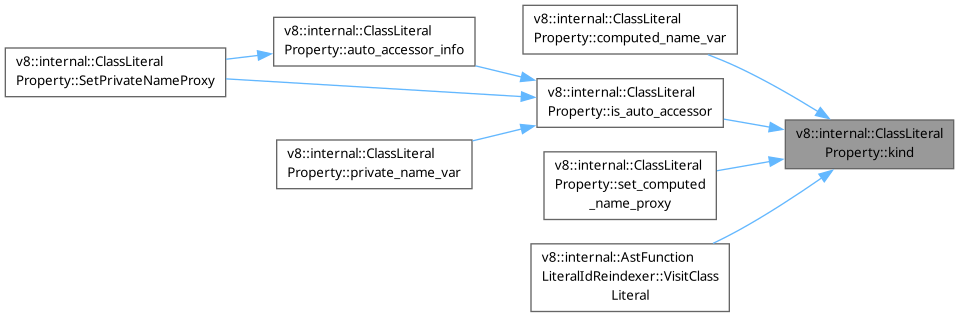 v8::internal::ClassLiteral
Property::SetPrivateNameProxy
v8::internal::ClassLiteral
Property::auto_accessor_info
v8::internal::ClassLiteral
Property::private_name_var
v8::internal::ClassLiteral
Property::computed_name_var
v8::internal::ClassLiteral
Property::is_auto_accessor
v8::internal::ClassLiteral
Property::set_computed
_name_proxy
v8::internal::AstFunction
LiteralIdReindexer::VisitClass
Literal
v8::internal::ClassLiteral
Property::kind